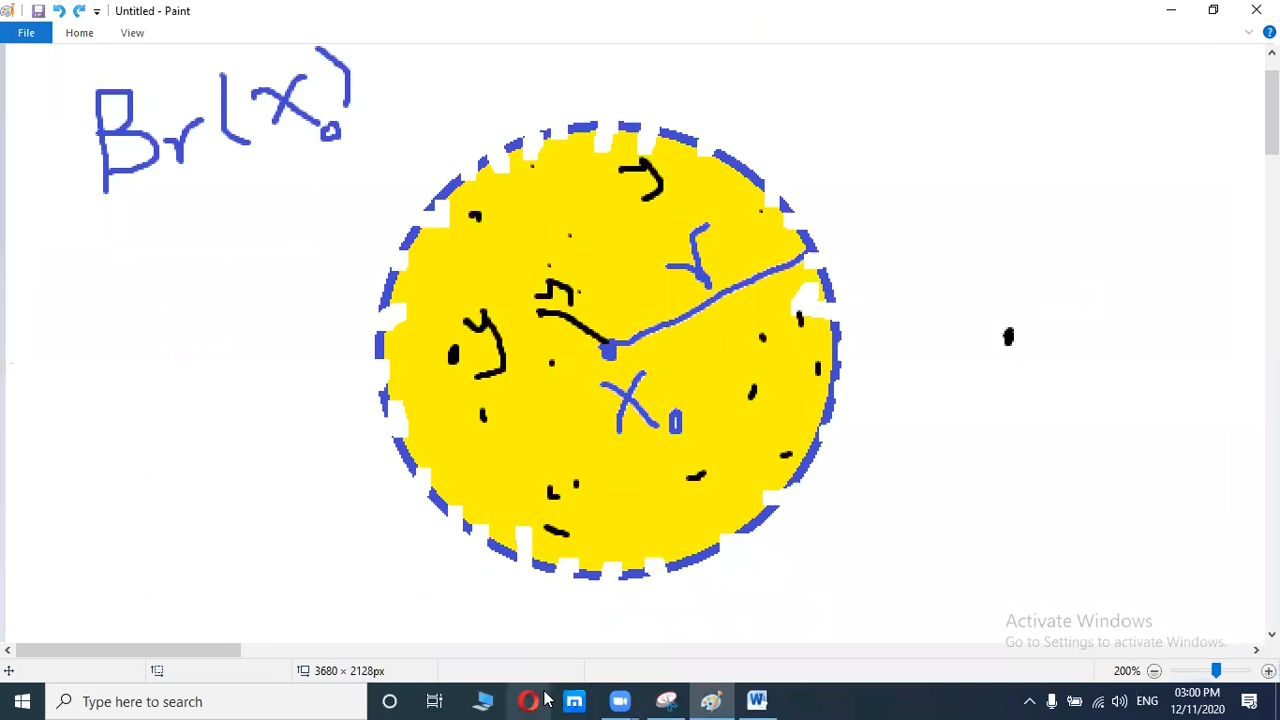 Untitled - Paint
File Home View
Br(x0)
y
r
y
y
x0
Activate Windows
Go to Settings to activate Windows.
3680 × 2128px
200%
Type here to search
W
ENG
03:00 PM
12/11/2020